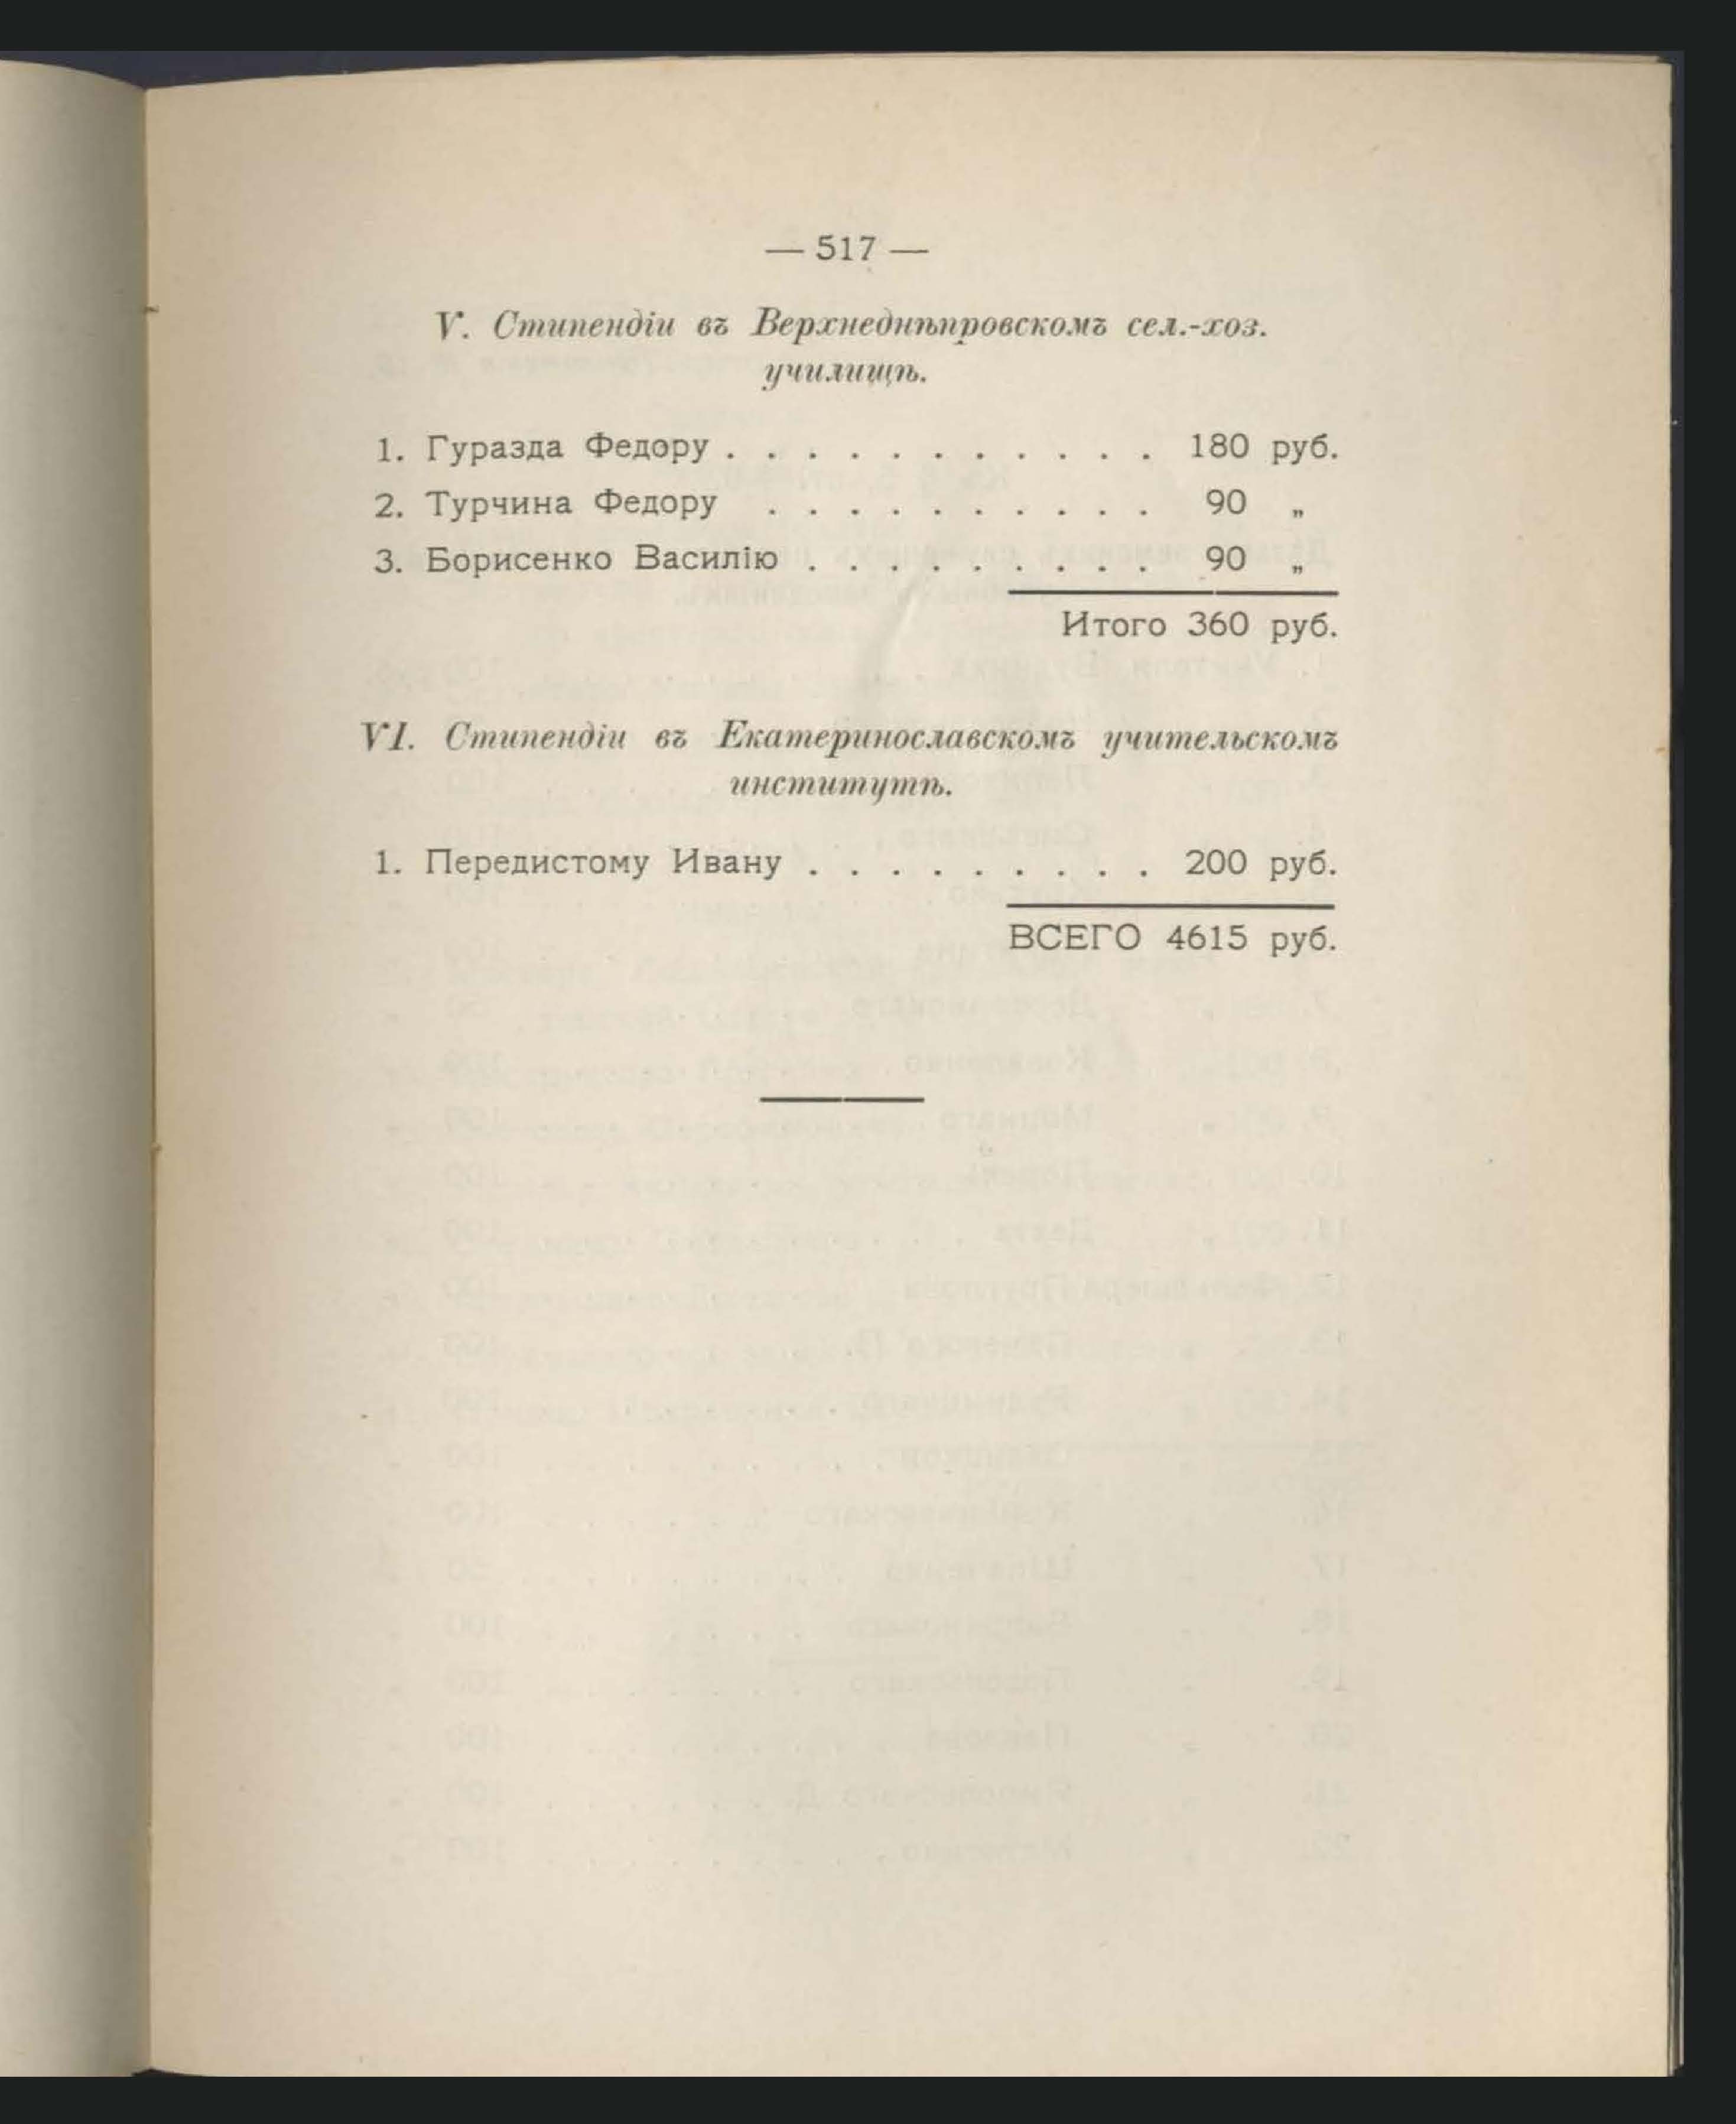 — 517 —
V. Стипендіи въ Верхнеднѣпровскомъ сел.-хоз.
училищѣ.
1. Гуразда Федору . . . . . . . . . . . 180 руб.
2. Турчина Федору . . . . . . . . . . 90 „
3. Борисенко Василію . . . . . . . . . 90 „
Итого 360 руб.
VI. Стипендіи въ Екатеринославскомъ учительскомъ
институтѣ.
1. Передистому Ивану . . . . . . . . . 200 руб.
ВСЕГО 4615 руб.